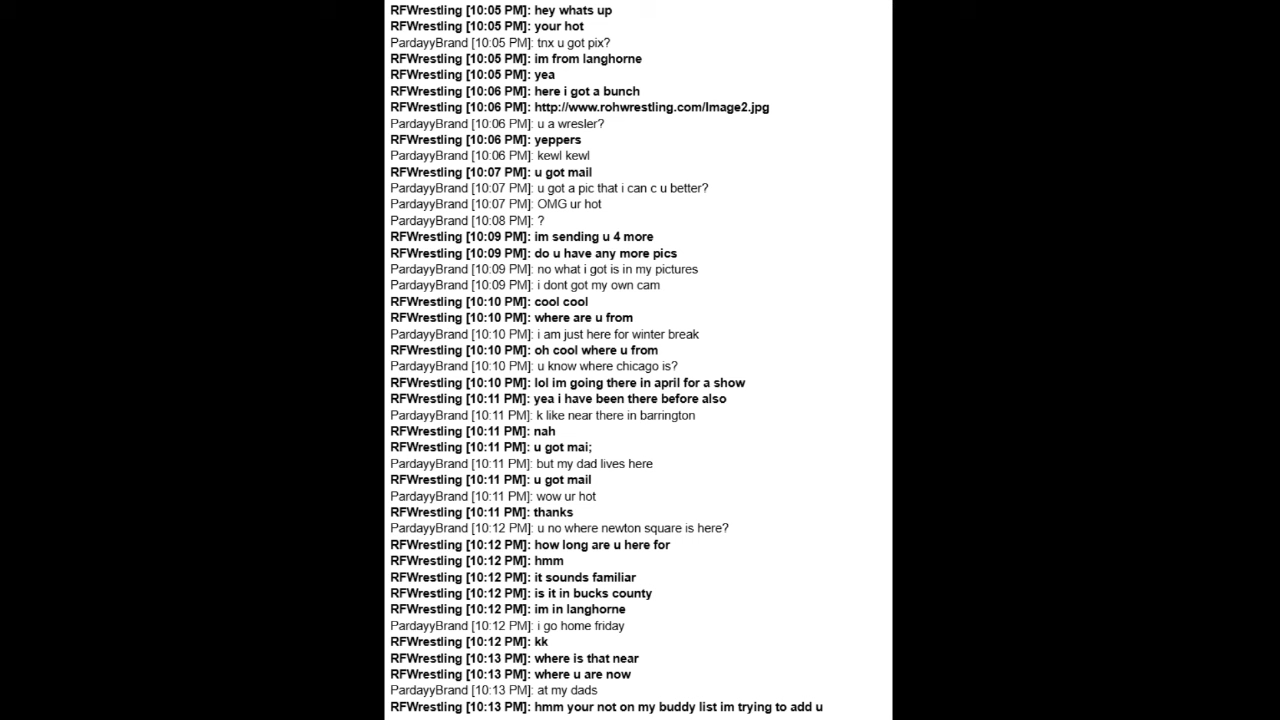 RFWrestling [10:05 PM]: hey whats up
RFWrestling [10:05 PM]: your hot
PardayyBrand [10:05 PM]: tnx u got pix?
RFWrestling [10:05 PM]: im from langhorne
RFWrestling [10:05 PM]: yea
RFWrestling [10:06 PM]: here i got a bunch
RFWrestling [10:06 PM]: http://www.rohwrestling.com/Image2.jpg
PardayyBrand [10:06 PM]: u a wresler?
RFWrestling [10:06 PM]: yeppers
PardayyBrand [10:06 PM]: kewl kewl
RFWrestling [10:07 PM]: u got mail
PardayyBrand [10:07 PM]: u got a pic that i can c u better?
PardayyBrand [10:07 PM]: OMG ur hot
PardayyBrand [10:08 PM]: ?
RFWrestling [10:09 PM]: im sending u 4 more
RFWrestling [10:09 PM]: do u have any more pics
PardayyBrand [10:09 PM]: no what i got is in my pictures
PardayyBrand [10:09 PM]: i dont got my own cam
RFWrestling [10:10 PM]: cool cool
RFWrestling [10:10 PM]: where are u from
PardayyBrand [10:10 PM]: i am just here for winter break
RFWrestling [10:10 PM]: oh cool where u from
PardayyBrand [10:10 PM]: u know where chicago is?
RFWrestling [10:10 PM]: lol im going there in april for a show
RFWrestling [10:11 PM]: yea i have been there before also
PardayyBrand [10:11 PM]: k like near there in barrington
RFWrestling [10:11 PM]: nah
RFWrestling [10:11 PM]: u got mai;
PardayyBrand [10:11 PM]: but my dad lives here
RFWrestling [10:11 PM]: u got mail
PardayyBrand [10:11 PM]: wow ur hot
RFWrestling [10:11 PM]: thanks
PardayyBrand [10:12 PM]: u no where newton square is here?
RFWrestling [10:12 PM]: how long are u here for
RFWrestling [10:12 PM]: hmm
RFWrestling [10:12 PM]: it sounds familiar
RFWrestling [10:12 PM]: is it in bucks county
RFWrestling [10:12 PM]: im in langhorne
PardayyBrand [10:12 PM]: i go home friday
RFWrestling [10:12 PM]: kk
RFWrestling [10:13 PM]: where is that near
RFWrestling [10:13 PM]: where u are now
PardayyBrand [10:13 PM]: at my dads
RFWrestling [10:13 PM]: hmm your not on my buddy list im trying to add u